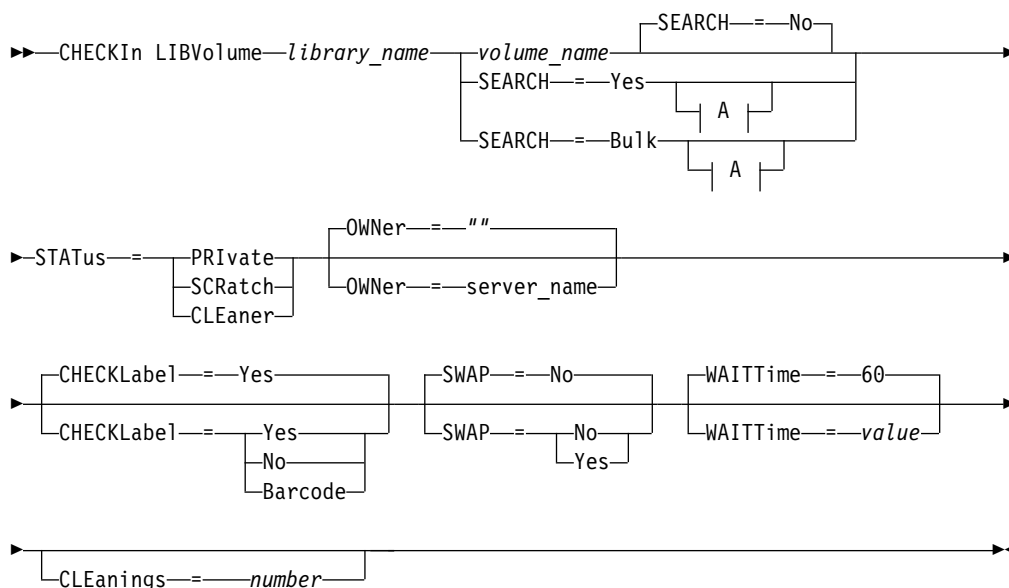 SEARCH = No
CHECKIn LIBVolume library_name volume_name
SEARCH = Yes
A
SEARCH = Bulk
A
OWNer = ""
STATus = PRIvate
SCRatch OWNer = server_name
CLEaner
CHECKLabel = Yes SWAP = No WAITTime = 60
CHECKLabel = Yes SWAP = No WAITTime = value
No Yes
Barcode
CLEanings = number